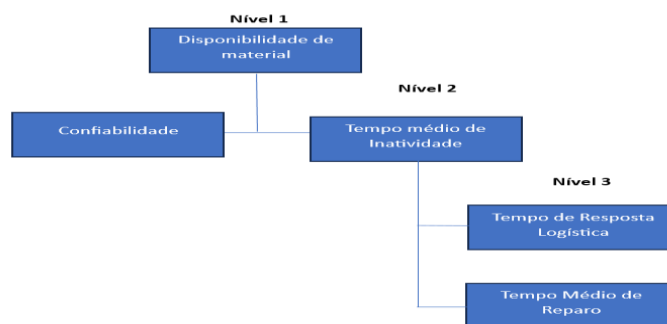 Nível 1
Disponibilidade de
material
Nível 2
Confiabilidade
Tempo médio de
Inatividade
Nível 3
Tempo de Resposta
Logística
Tempo Médio de
Reparo